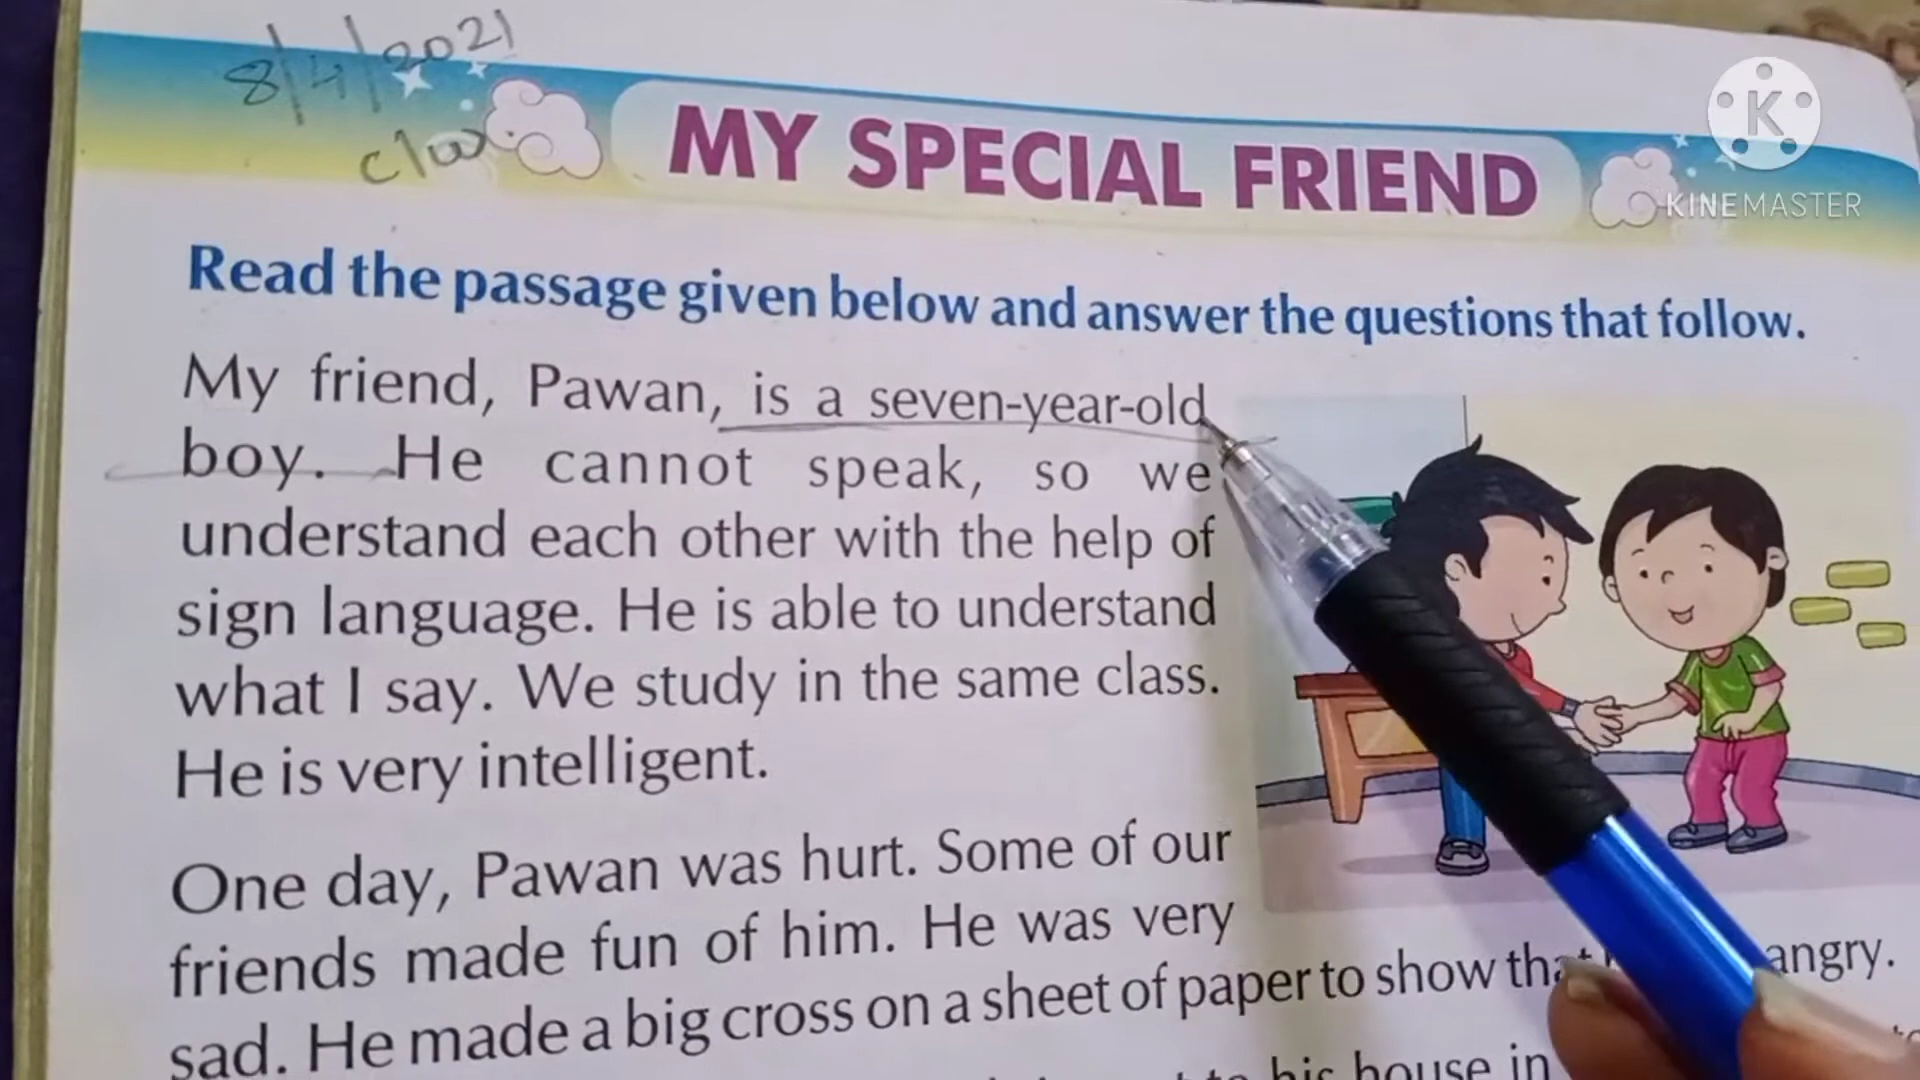 8/4/2021
K
KINEMASTER
MY SPECIAL FRIEND
Read the passage given below and answer the questions that follow.
My friend, Pawan, is a seven-year-old
boy. He cannot speak, so we
understand each other with the help of
sign language. He is able to understand
what I say. We study in the same class.
He is very intelligent.
One day, Pawan was hurt. Some of our
friends made fun of him. He was very
sad. He made a big cross on a sheet of paper to show that angry.
his house in